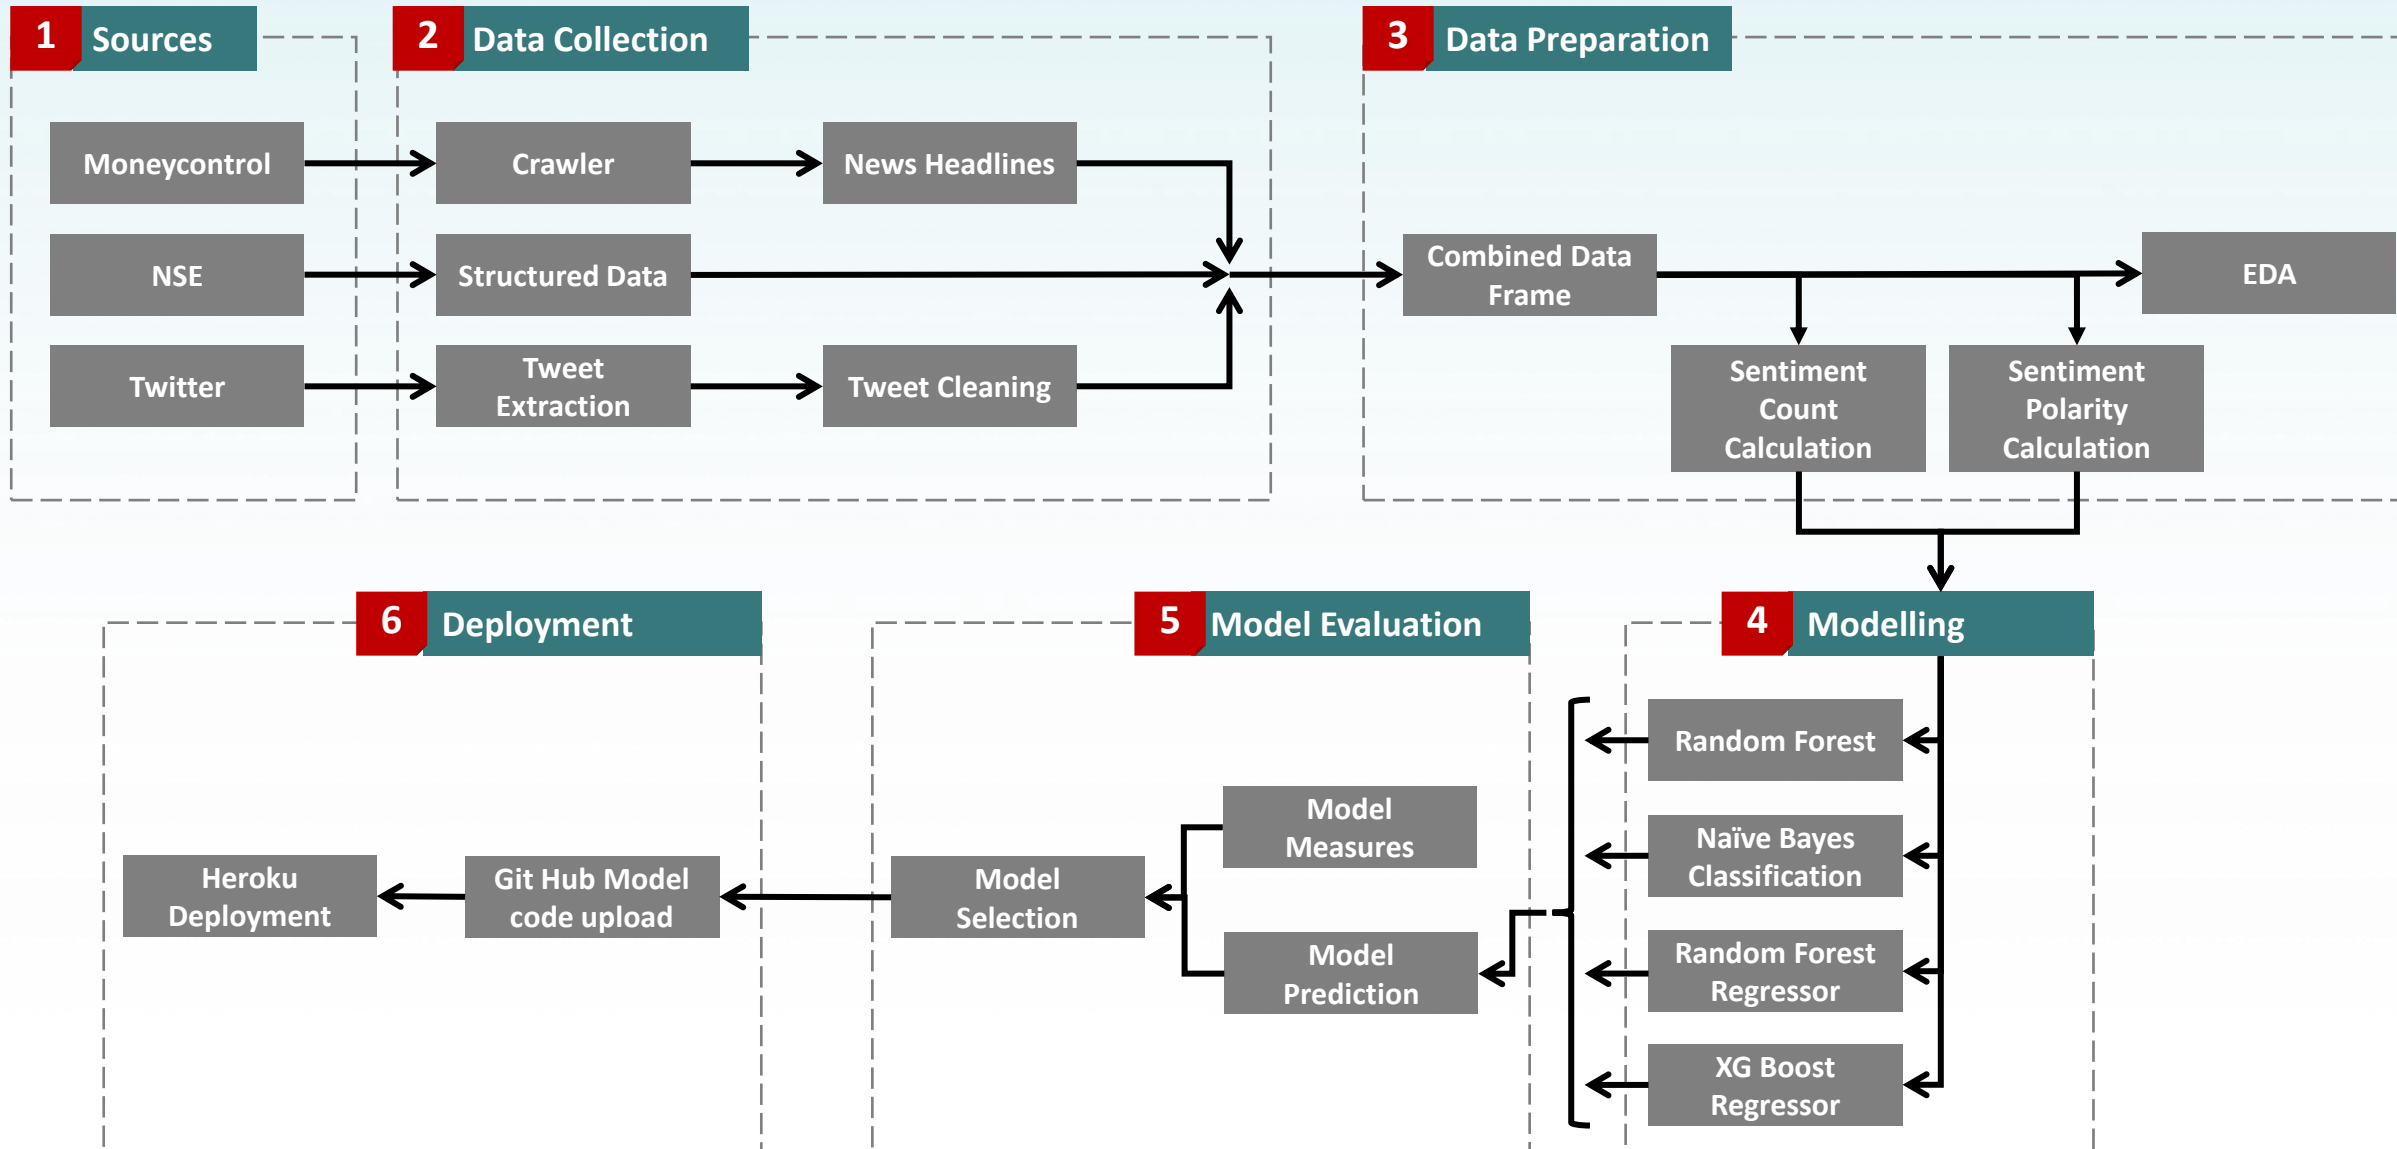 1 Sources
2 Data Collection
3 Data Preparation
Moneycontrol
Crawler
News Headlines
NSE
Structured Data
Combined Data
Frame
EDA
Twitter
Tweet
Extraction
Tweet Cleaning
Sentiment
Count
Calculation
Sentiment
Polarity
Calculation
6 Deployment
5 Model Evaluation
4 Modelling
Random Forest
Naïve Bayes
Classification
Random Forest
Regressor
XG Boost
Regressor
Model
Measures
Model
Prediction
Model
Selection
Git Hub Model
code upload
Heroku
Deployment